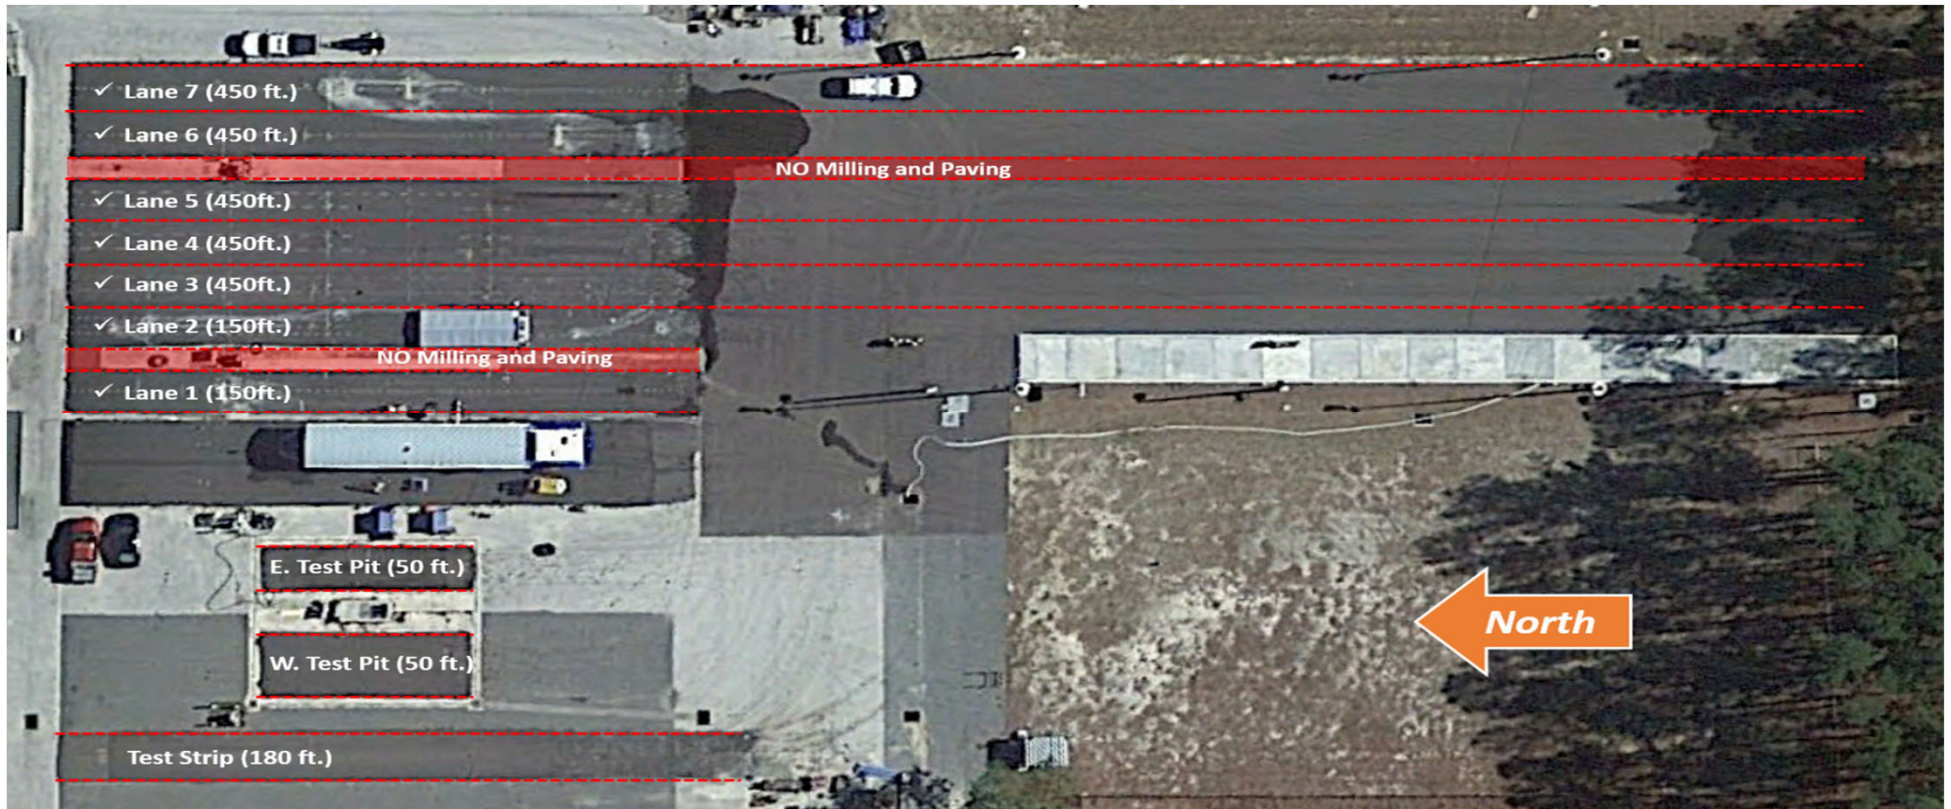 ✓ Lane 7 (450 ft.)
✓ Lane 6 (450 ft.)
NO Milling and Paving
✓ Lane 5 (450ft.)
✓ Lane 4 (450ft.)
✓ Lane 3 (450ft.)
✓ Lane 2 (150ft.)
NO Milling and Paving
✓ Lane 1 (150ft.)
E. Test Pit (50 ft.)
North
W. Test Pit (50 ft.)
Test Strip (180 ft.)